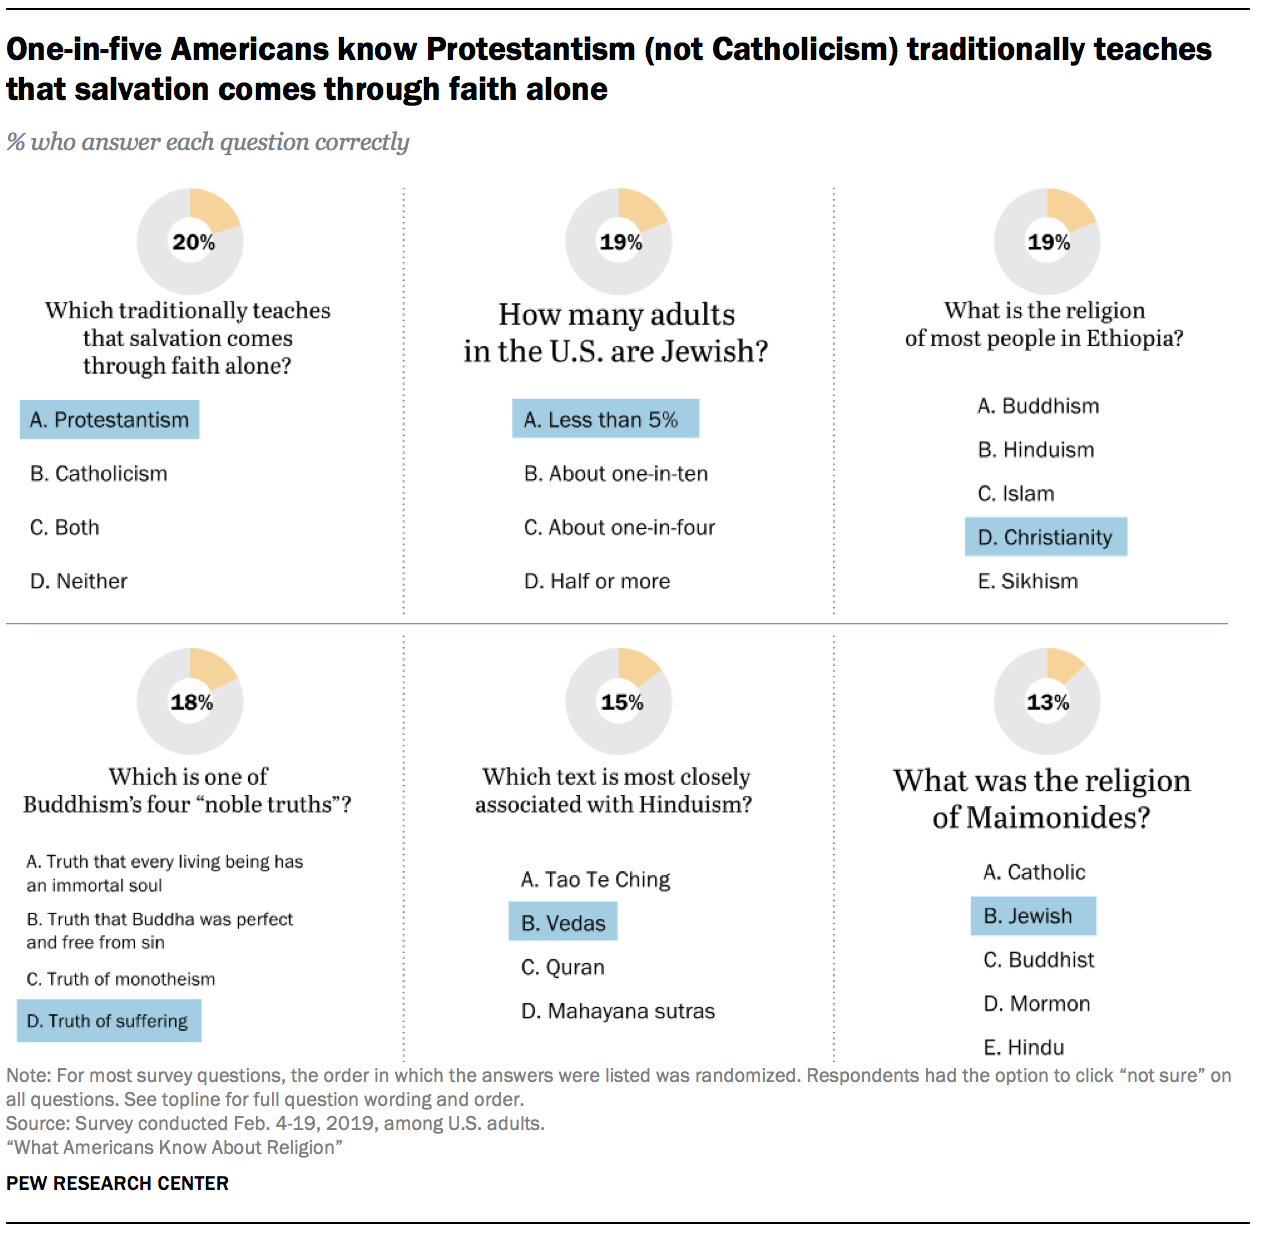 One-in-five Americans know Protestantism (not Catholicism) traditionally teaches
that salvation comes through faith alone
% who answer each question correctly
20%
Which traditionally teaches
that salvation comes
through faith alone?
A. Protestantism
B. Catholicism
C. Both
D. Neither
19%
How many adults
in the U.S. are Jewish?
A. Less than 5%
B. About one-in-ten
C. About one-in-four
D. Half or more
19%
What is the religion
of most people in Ethiopia?
A. Buddhism
B. Hinduism
C. Islam
D. Christianity
E. Sikhism
18%
Which is one of
Buddhism's four “noble truths”?
A. Truth that every living being has
an immortal soul
B. Truth that Buddha was perfect
and free from sin
C. Truth of monotheism
D. Truth of suffering
15%
Which text is most closely
associated with Hinduism?
A. Tao Te Ching
B. Vedas
C. Quran
D. Mahayana sutras
13%
What was the religion
of Maimonides?
A. Catholic
B. Jewish
C. Buddhist
D. Mormon
E. Hindu
Note: For most survey questions, the order in which the answers were listed was randomized. Respondents had the option to click “not sure” on
all questions. See topline for full question wording and order.
Source: Survey conducted Feb. 4-19, 2019, among U.S. adults.
“What Americans Know About Religion”
PEW RESEARCH CENTER